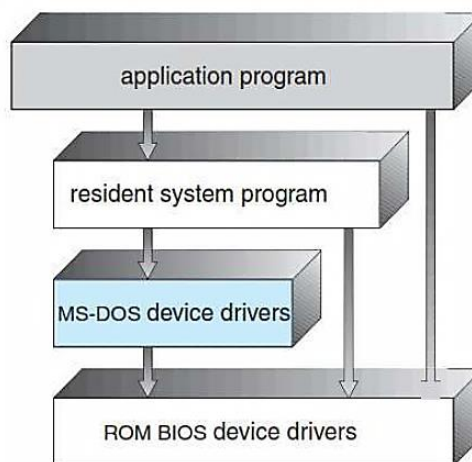 application program
resident system program
MS-DOS device drivers
ROM BIOS device drivers